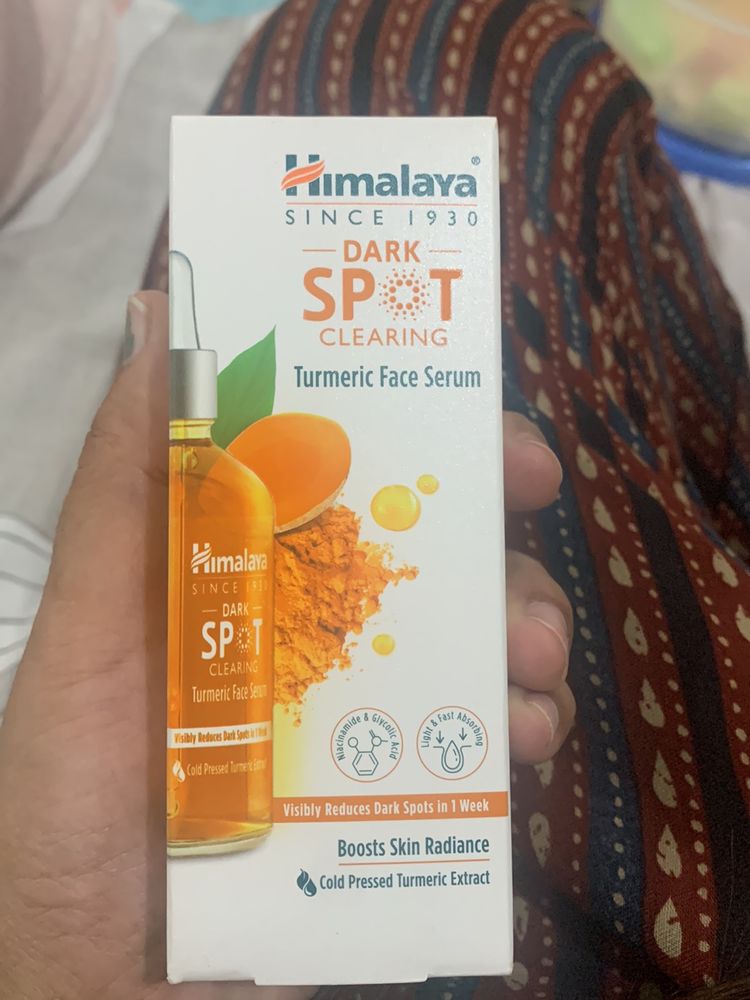 Himalaya®
SINCE 1930
DARK
SPOT
CLEARING
Turmeric Face Serum
Himalaya
SINCE 193
DARK
SPOT
CLEARING
Turmeric Face Serum
Visibly Reduces Dark Spots in 1 Week
Cold Pressed Turmeric Extract
Niacinamide & Glycolic Acid
Light & Fast Absorbing
Visibly Reduces Dark Spots in 1 Week
Boosts Skin Radiance
Cold Pressed Turmeric Extract